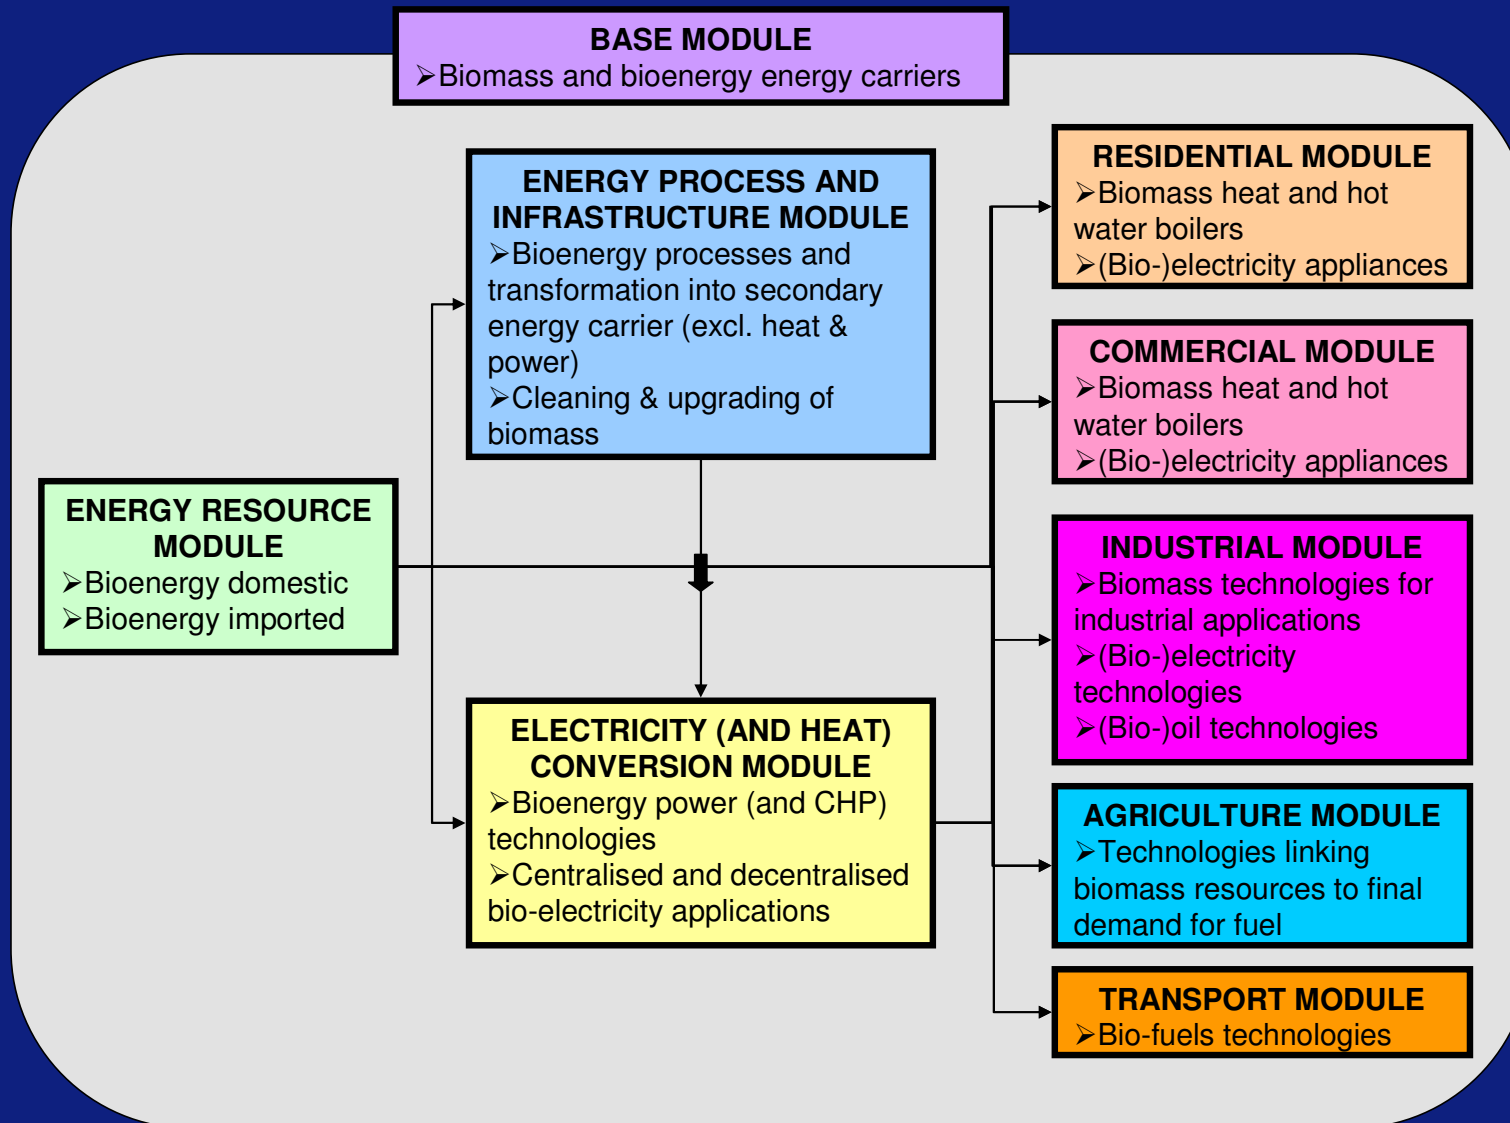 BASE MODULE
➢Biomass and bioenergy energy carriers
ENERGY PROCESS AND
INFRASTRUCTURE MODULE
➢Bioenergy processes and
transformation into secondary
energy carrier (excl. heat &
power)
➢Cleaning & upgrading of
biomass
ENERGY RESOURCE
MODULE
➢Bioenergy domestic
➢Bioenergy imported
ELECTRICITY (AND HEAT)
CONVERSION MODULE
➢Bioenergy power (and CHP)
technologies
➢Centralised and decentralised
bio-electricity applications
RESIDENTIAL MODULE
➢Biomass heat and hot
water boilers
➢(Bio-)electricity appliances
COMMERCIAL MODULE
➢Biomass heat and hot
water boilers
➢(Bio-)electricity appliances
INDUSTRIAL MODULE
➢Biomass technologies for
industrial applications
➢(Bio-)electricity
technologies
➢(Bio-)oil technologies
AGRICULTURE MODULE
➢Technologies linking
biomass resources to final
demand for fuel
TRANSPORT MODULE
➢Bio-fuels technologies